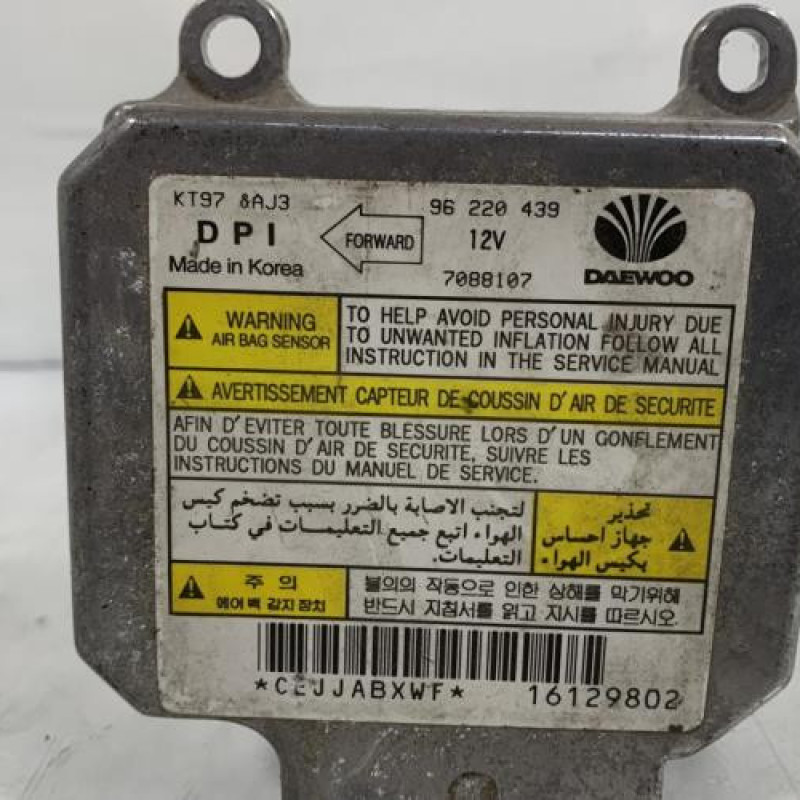 KT97 &AJ3
DPI
Made in Korea
FORWARD
96 220 439
12V
7088107
DAEWOO
WARNING
AIR BAG SENSOR
TO HELP AVOID PERSONAL INJURY DUE
TO UNWANTED INFLATION FOLLOW ALL
INSTRUCTION IN THE SERVICE MANUAL
AVERTISSEMENT CAPTEUR DE COUSSIN D'AIR DE SECURITE
AFIN D'EVITER TOUTE BLESSURE LORS D'UN GONFLEMENT
DU COUSSIN D'AIR DE SECURITE, SUIVRE LES
INSTRUCTIONS DU MANUEL DE SERVICE.
تحذير
جهاز احساس
بكيس الهواء
لتجنب الاصابة بالضرر بسبب تضخم كيس
الهواء اتبع جميع التعليمات في كتاب
التعليمات.
주 의
에어백 감지 장치
불의의 작동으로 인한 상해를 막기위해
반드시 지침서를 읽고 지시를 따르시오.
*CEJJABXWF*
16129802